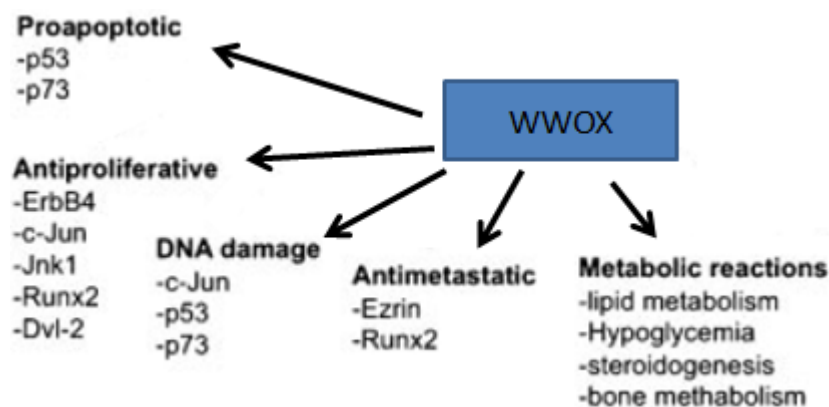 Proapoptotic
-p53
-p73
WWOX
Antiproliferative
-ErbB4
-c-Jun
-Jnk1
-Runx2
-Dvl-2
DNA damage
-c-Jun
-p53
-p73
Antimetastatic
-Ezrin
-Runx2
Metabolic reactions
-lipid metabolism
-Hypoglycemia
-steroidogenesis
-bone methabolism